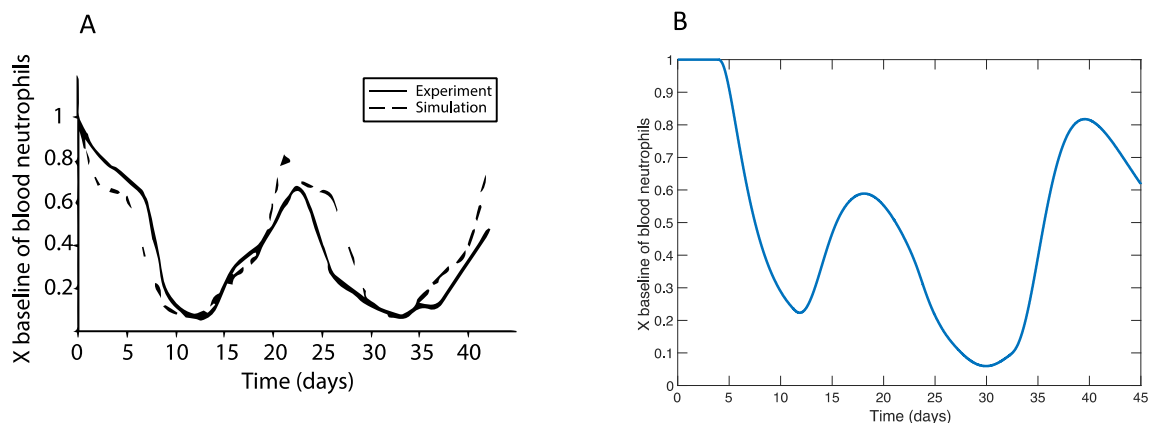 A
X baseline of blood neutrophils
1
0.8
0.6
0.4
0.2
Experiment
Simulation
0 5 10 15 20 25 30 35 40
Time (days)
B
X baseline of blood neutrophils
1
0.9
0.8
0.7
0.6
0.5
0.4
0.3
0.2
0.1
0
0 5 10 15 20 25 30 35 40 45
Time (days)